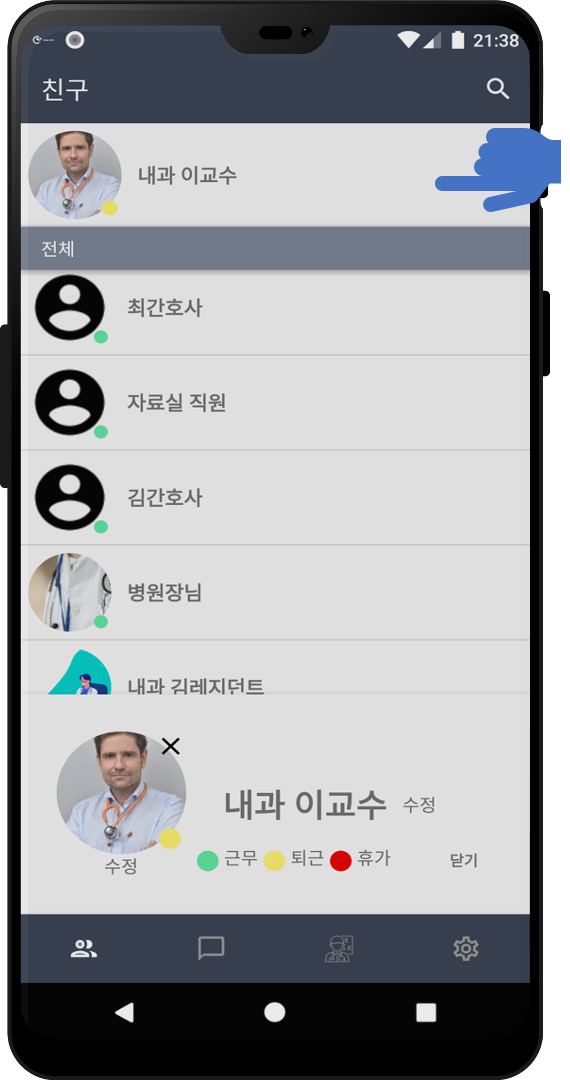 21:38
친구
내과 이교수
전체
최간호사
자료실 직원
김간호사
병원장님
내과 김레지던트
내과 이교수 수정
수정 근무 퇴근 휴가 닫기